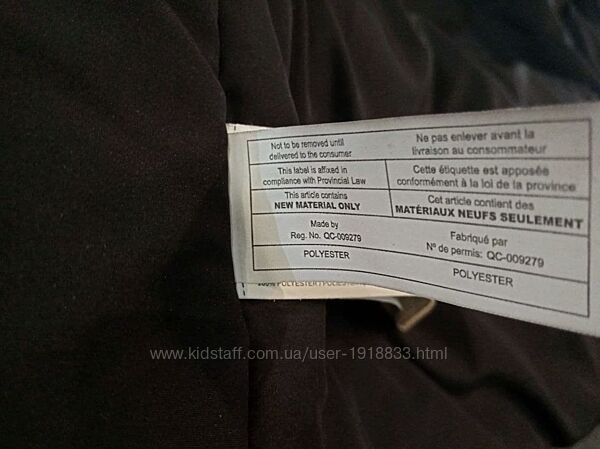 Not to be removed until
delivered to the consumer
Ne pas enlever avant la
livraison au consommateur
This label is affixed in
compliance with Provincial Law
Cette étiquette est apposée
conformément à la loi de la province
This article contains
NEW MATERIAL ONLY
Cet article contient des
MATÉRIAUX NEUFS SEULEMENT
Made by
Reg. No. QC-009279
Fabriqué par
N° de permis: QC-009279
POLYESTER
POLYESTER
100% POLYESTER/POLIESTER
www.kidstaff.com.ua/user-1918833.html